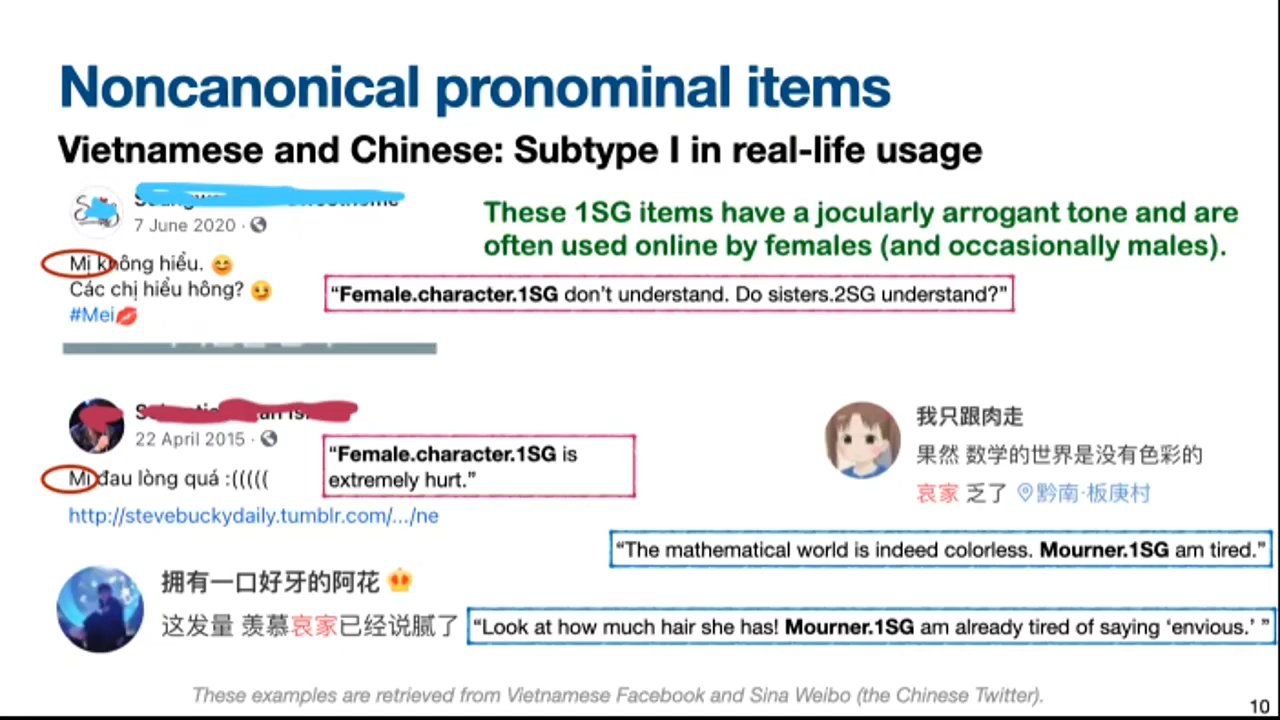 Noncanonical pronominal items
Vietnamese and Chinese: Subtype I in real-life usage
7 June 2020 ·
Mị không hiểu. 😊
Các chị hiểu hông? 😏
#Mei💋
These 1SG items have a jocularly arrogant tone and are
often used online by females (and occasionally males).
“Female.character.1SG don’t understand. Do sisters.2SG understand?”
22 April 2015 ·
Mị đau lòng quá :(((((
http://stevebuckydaily.tumblr.com/.../ne
“Female.character.1SG is
extremely hurt.”
我只跟肉走
果然 数学的世界是没有色彩的
哀家 乏了 黔南·板庚村
“The mathematical world is indeed colorless. Mourner.1SG am tired.”
拥有一口好牙的阿花
这发量 羡慕哀家已经说腻了
“Look at how much hair she has! Mourner.1SG am already tired of saying ‘envious.’ ”
These examples are retrieved from Vietnamese Facebook and Sina Weibo (the Chinese Twitter).
10